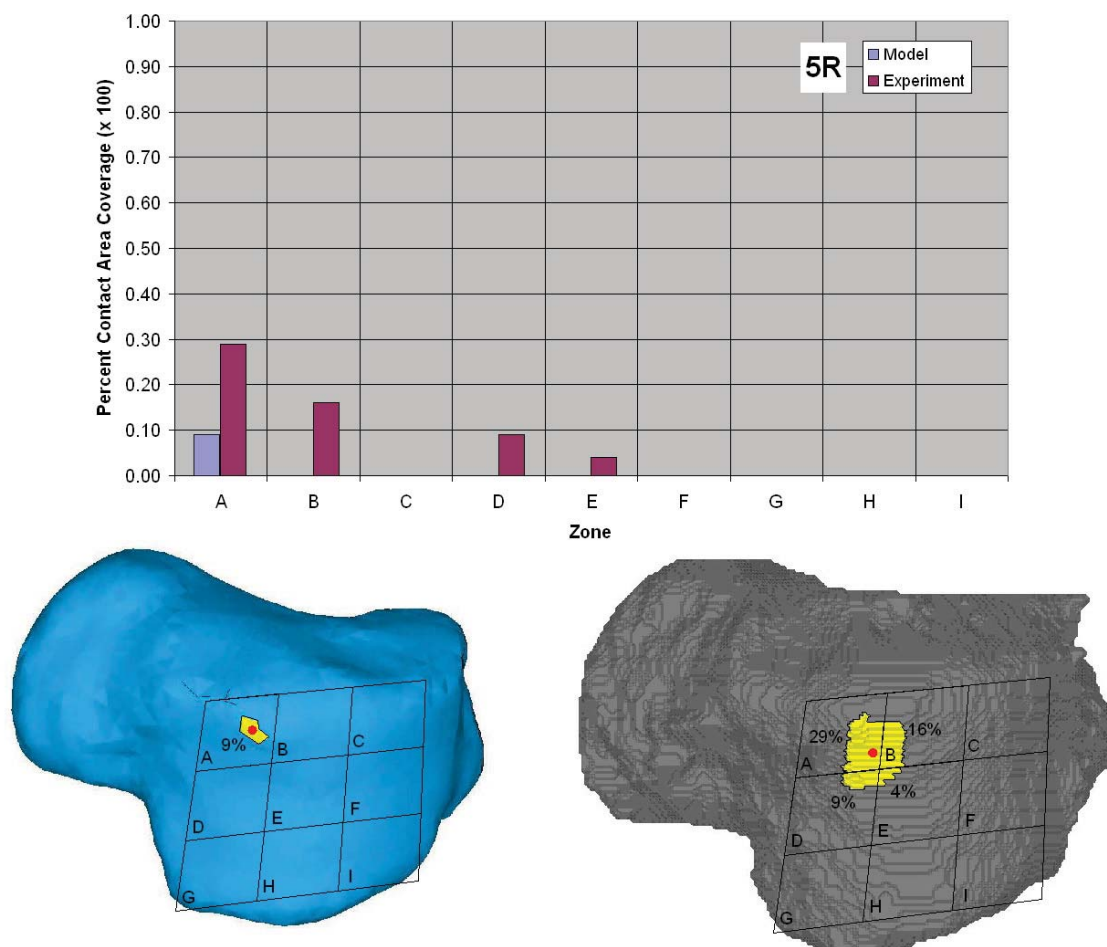 Percent Contact Area Coverage (x 100)
1.00
0.90
0.80
0.70
0.60
0.50
0.40
0.30
0.20
0.10
0.00
5R
Model
Experiment
A B C D E F G H I
Zone
9%
A B C
D E F
G H I
29% 16%
A B C
9% 4%
D E F
G H I